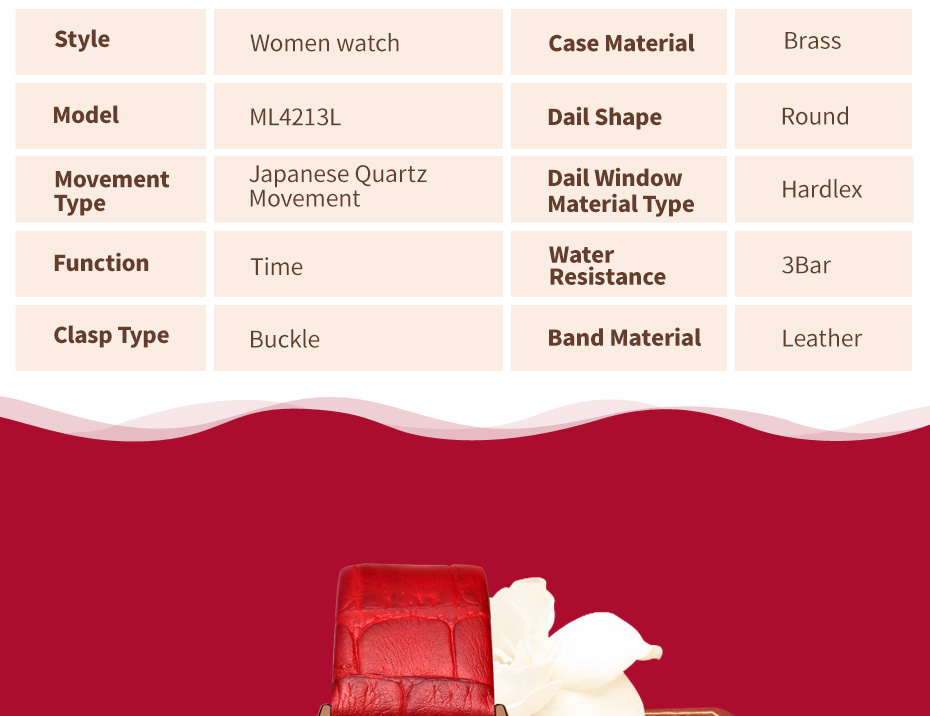 Style
Women watch
Case Material
Brass
Model
ML4213L
Dail Shape
Round
Movement
Type
Japanese Quartz
Movement
Dail Window
Material Type
Hardlex
Function
Time
Water
Resistance
3Bar
Clasp Type
Buckle
Band Material
Leather